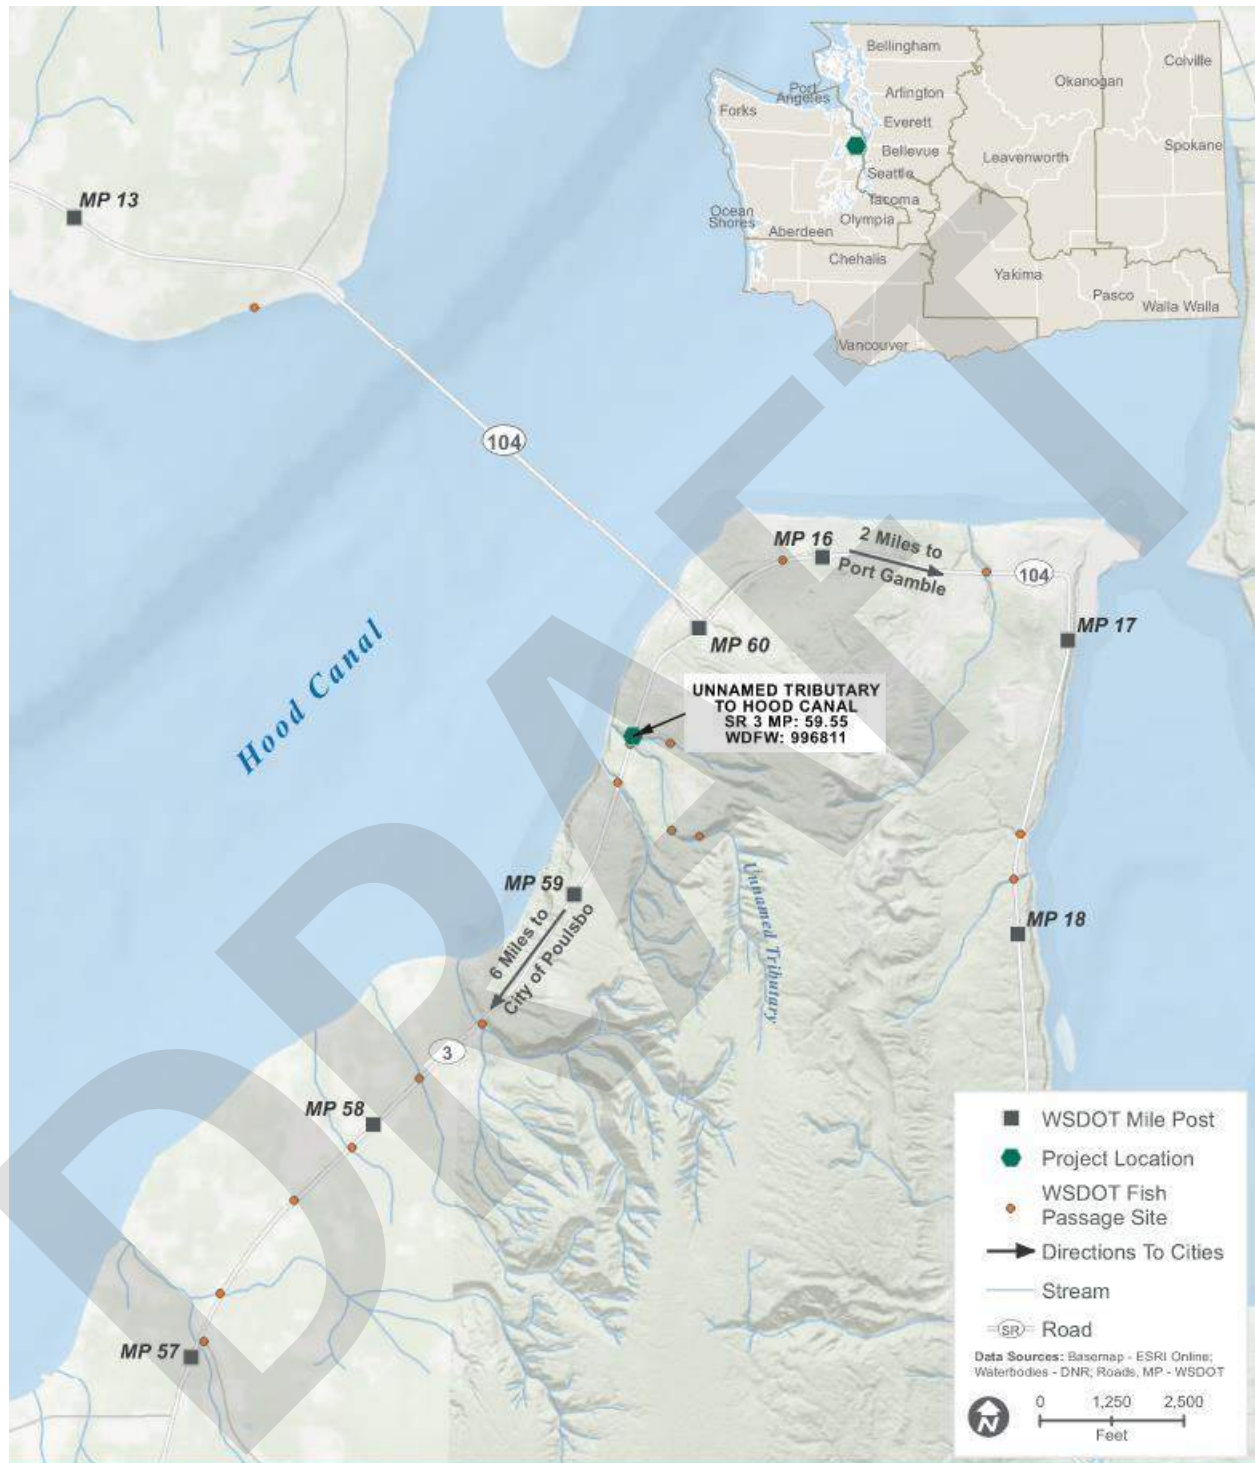 Bellingham
Colville
Okanogan
Port
Angeles
Arlington
Forks
Everett
Bellevue
Leavenworth
Spokane
Seattle
Tacoma
Ocean
Shores
Olympia
Aberdeen
Chehalis
Yakima
Pasco
Walla Walla
Vancouver
MP 13
104
MP 16
2 Miles to
Port Gamble
104
MP 17
MP 60
Hood Canal
UNNAMED TRIBUTARY
TO HOOD CANAL
SR 3 MP: 59.55
WDFW: 996811
MP 59
6 Miles to
City of Poulsbo
Unnamed Tributary
MP 18
3
MP 58
MP 57
DRAFT
WSDOT Mile Post
Project Location
WSDOT Fish
Passage Site
Directions To Cities
Stream
SR Road
Data Sources: Basemap - ESRI Online;
Waterbodies - DNR; Roads, MP - WSDOT
N
0 1,250 2,500
Feet